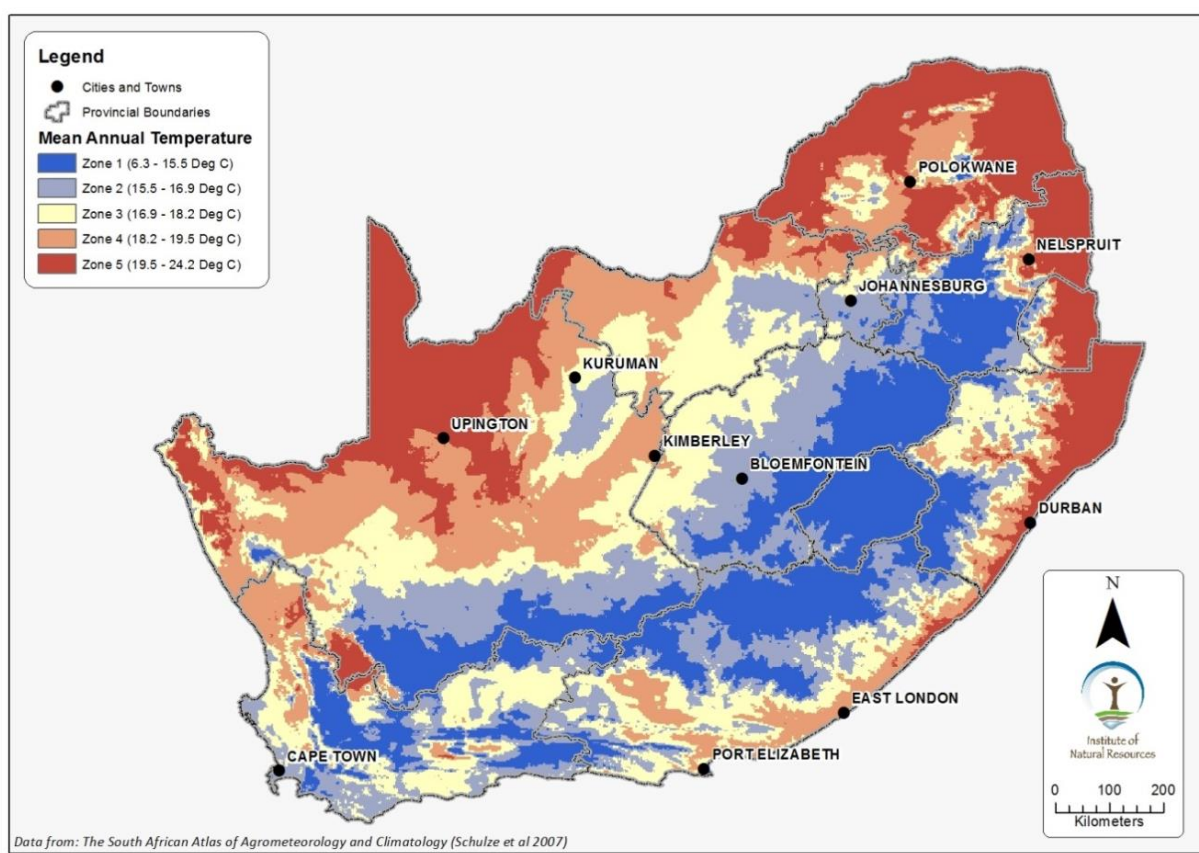 Legend
Cities and Towns
Provincial Boundaries
Mean Annual Temperature
Zone 1 (6.3 - 15.5 Deg C)
Zone 2 (15.5 - 16.9 Deg C)
Zone 3 (16.9 - 18.2 Deg C)
Zone 4 (18.2 - 19.5 Deg C)
Zone 5 (19.5 - 24.2 Deg C)
POLOKWANE
NELSPRUIT
JOHANNESBURG
KURUMAN
UPINGTON
KIMBERLEY
BLOEMFONTEIN
DURBAN
EAST LONDON
CAPE TOWN
PORT ELIZABETH
N
Institute of
Natural Resources
0 100 200
Kilometers
Data from: The South African Atlas of Agrometeorology and Climatology (Schulze et al 2007)